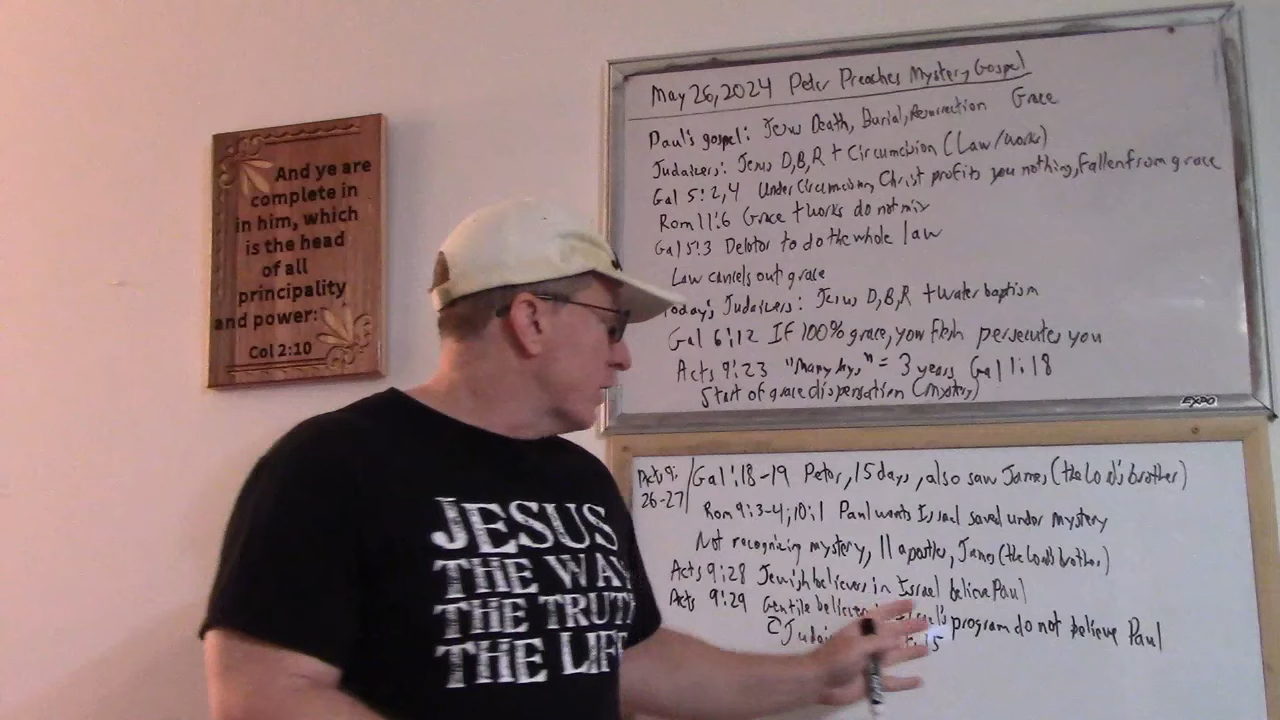 And ye are
complete in
in him, which
is the head
of all
principality
and power:
Col 2:10
JESUS
THE WAY
THE TRUTH
THE LIFE
May 26, 2024 Peter Preaches Mystery Gospel
Paul's gospel: Jesus Death, Burial, Resurrection Grace
Judaizers: Jesus D, B, R + Circumcision (Law/works)
Gal 5:2,4 Under Circumcision, Christ profits you nothing, fallen from grace
Rom 11:6 Grace + works do not mix
Gal 5:3 Debtor to do the whole law
Law cancels out grace
Today's Judaizers: Jesus D, B, R + Water baptism
Gal 6:12 If 100% grace, your flesh persecutes you
Acts 9:23 "Many days" = 3 years Gal 1:18
Start of grace dispensation (mystery)
EXPO
Acts 9:
26-27
Gal 1:18-19 Peter, 15 days, also saw James (the Lord's brother)
Rom 9:3-4; 10:1 Paul wants Israel saved under mystery
Not recognizing mystery, 11 apostles, James (the Lord's brother)
Acts 9:28 Jewish believers in Israel believe Paul
Acts 9:29 Gentile believers program do not believe Paul
15